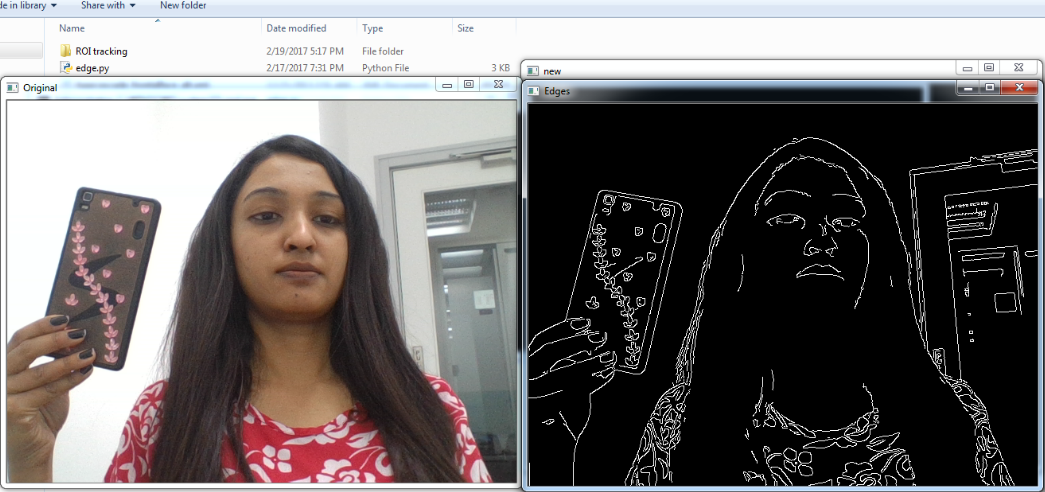 de in library Share with New folder
Name Date modified Type Size
ROI tracking 2/19/2017 5:17 PM File folder
edge.py 2/17/2017 7:31 PM Python File 3 KB
new
Original
Edges